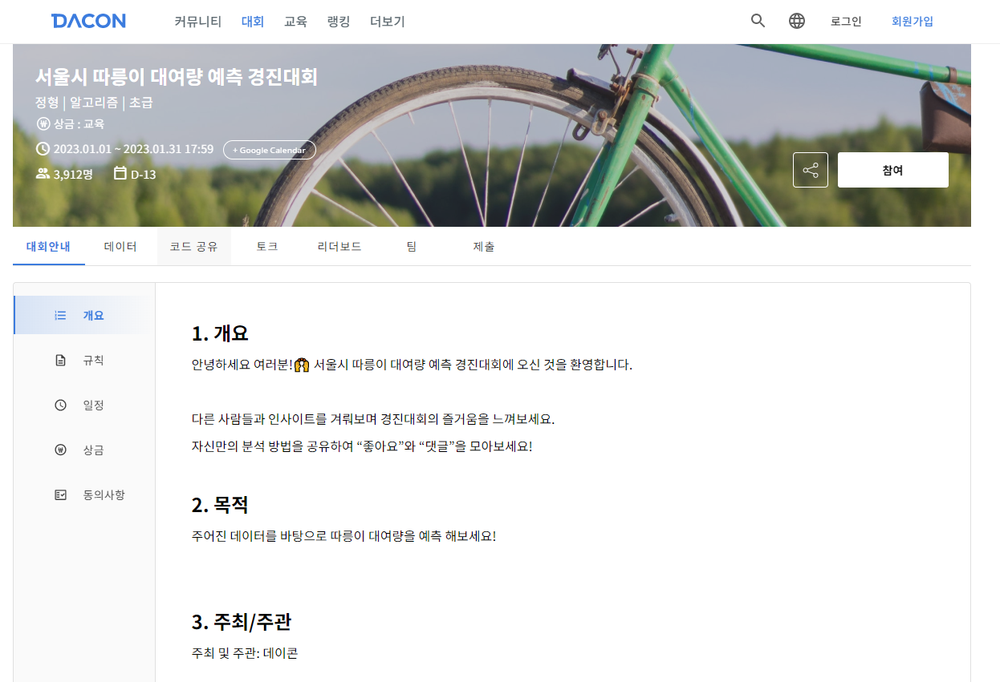 DACON 커뮤니티 대회 교육 랭킹 더보기 로그인 회원가입
서울시 따릉이 대여량 예측 경진대회
정형 | 알고리즘 | 초급
₩ 상금 : 교육
2023.01.01 ~ 2023.01.31 17:59 + Google Calendar
3,912명 D-13
참여
대회안내 데이터 코드 공유 토크 리더보드 팀 제출
개요
규칙
일정
상금
동의사항
1. 개요
안녕하세요 여러분!🙌 서울시 따릉이 대여량 예측 경진대회에 오신 것을 환영합니다.
다른 사람들과 인사이트를 겨뤄보며 경진대회의 즐거움을 느껴보세요.
자신만의 분석 방법을 공유하여 “좋아요”와 “댓글”을 모아보세요!
2. 목적
주어진 데이터를 바탕으로 따릉이 대여량을 예측 해보세요!
3. 주최/주관
주최 및 주관: 데이콘